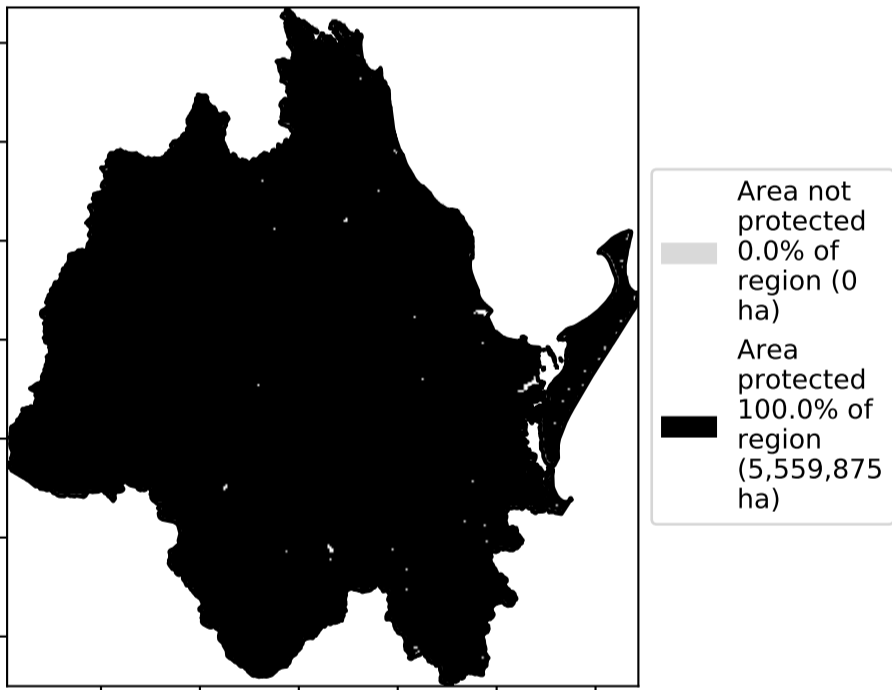 Area not
protected
0.0% of
region (0
ha)
Area
protected
100.0% of
region
(5,559,875
ha)